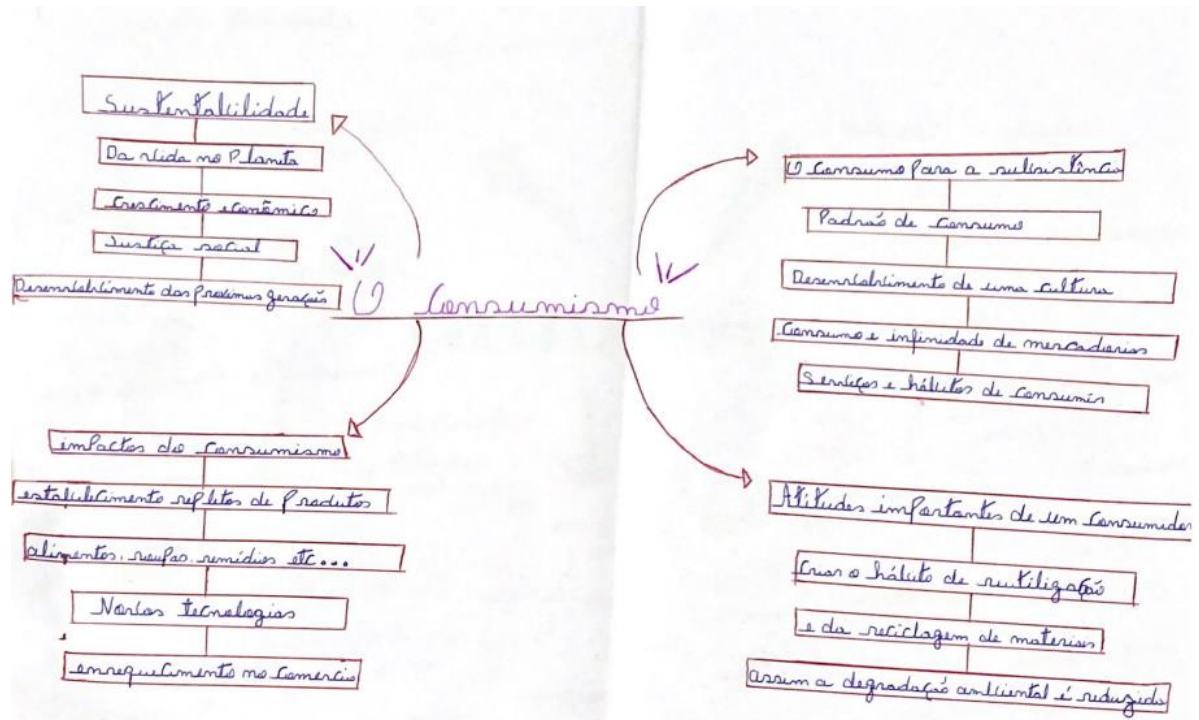 Sustentabilidade
Da vida no Planeta
Crescimento econômico
Justiça social
Desenvolvimento das Proximas gerações
O Consumismo
O Consumo Para a subsistência
Padrão de Consumo
Desenvolvimento de uma cultura
Consumo e infinidade de mercadorias
Serviços e hábitos de consumir
impactos do consumismo
estabelecimento repletos de Produtos
alimentos, roupas, remédios etc...
Novas tecnologias
enrequecimento no comercio
Atitudes importantes de um Consumidor
Criar o hábito de reutilização
e da reciclagem de materiais
assim a degradação ambiental é reduzida